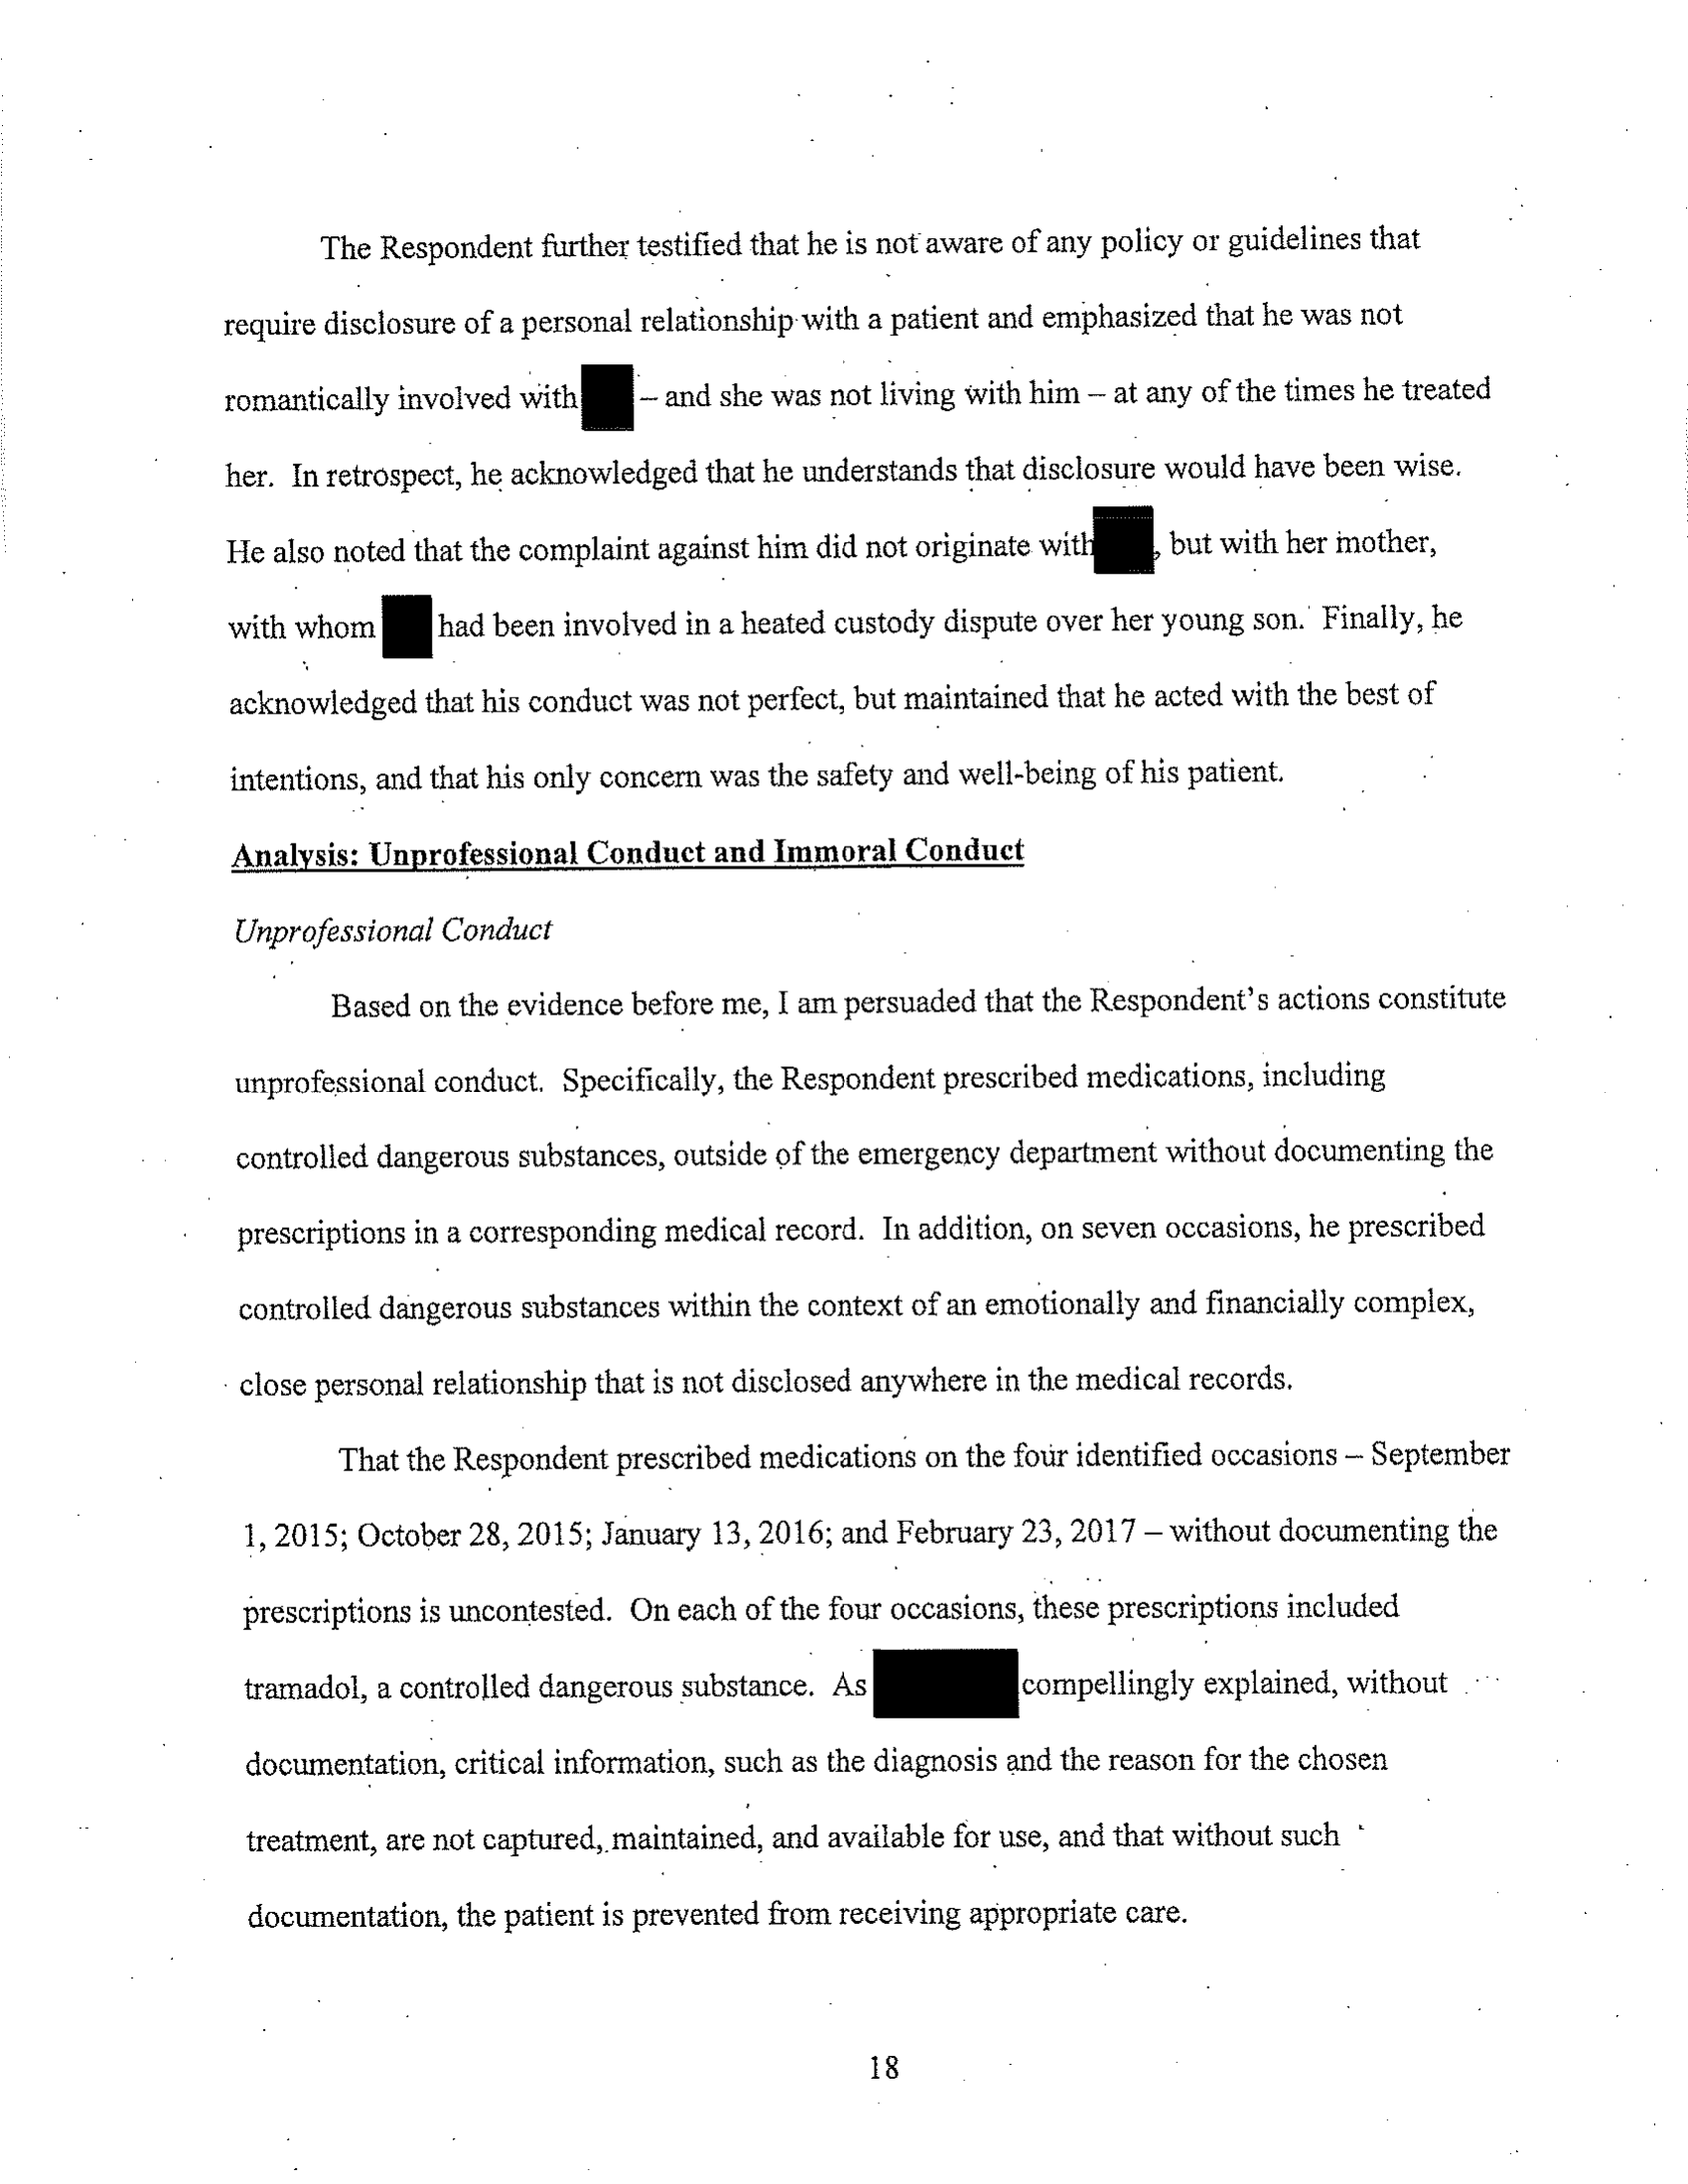 The Respondent further testified that he is not aware of any policy or guidelines that
require disclosure of a personal relationship with a patient and emphasized that he was not
romantically involved with – and she was not living with him – at any of the times he treated
her. In retrospect, he acknowledged that he understands that disclosure would have been wise.
He also noted that the complaint against him did not originate with , but with her mother,
with whom had been involved in a heated custody dispute over her young son. Finally, he
acknowledged that his conduct was not perfect, but maintained that he acted with the best of
intentions, and that his only concern was the safety and well-being of his patient.
Analysis: Unprofessional Conduct and Immoral Conduct
Unprofessional Conduct
Based on the evidence before me, I am persuaded that the Respondent's actions constitute
unprofessional conduct. Specifically, the Respondent prescribed medications, including
controlled dangerous substances, outside of the emergency department without documenting the
prescriptions in a corresponding medical record. In addition, on seven occasions, he prescribed
controlled dangerous substances within the context of an emotionally and financially complex,
close personal relationship that is not disclosed anywhere in the medical records.
That the Respondent prescribed medications on the four identified occasions – September
1, 2015; October 28, 2015; January 13, 2016; and February 23, 2017 – without documenting the
prescriptions is uncontested. On each of the four occasions, these prescriptions included
tramadol, a controlled dangerous substance. As compellingly explained, without
documentation, critical information, such as the diagnosis and the reason for the chosen
treatment, are not captured, maintained, and available for use, and that without such
documentation, the patient is prevented from receiving appropriate care.
18